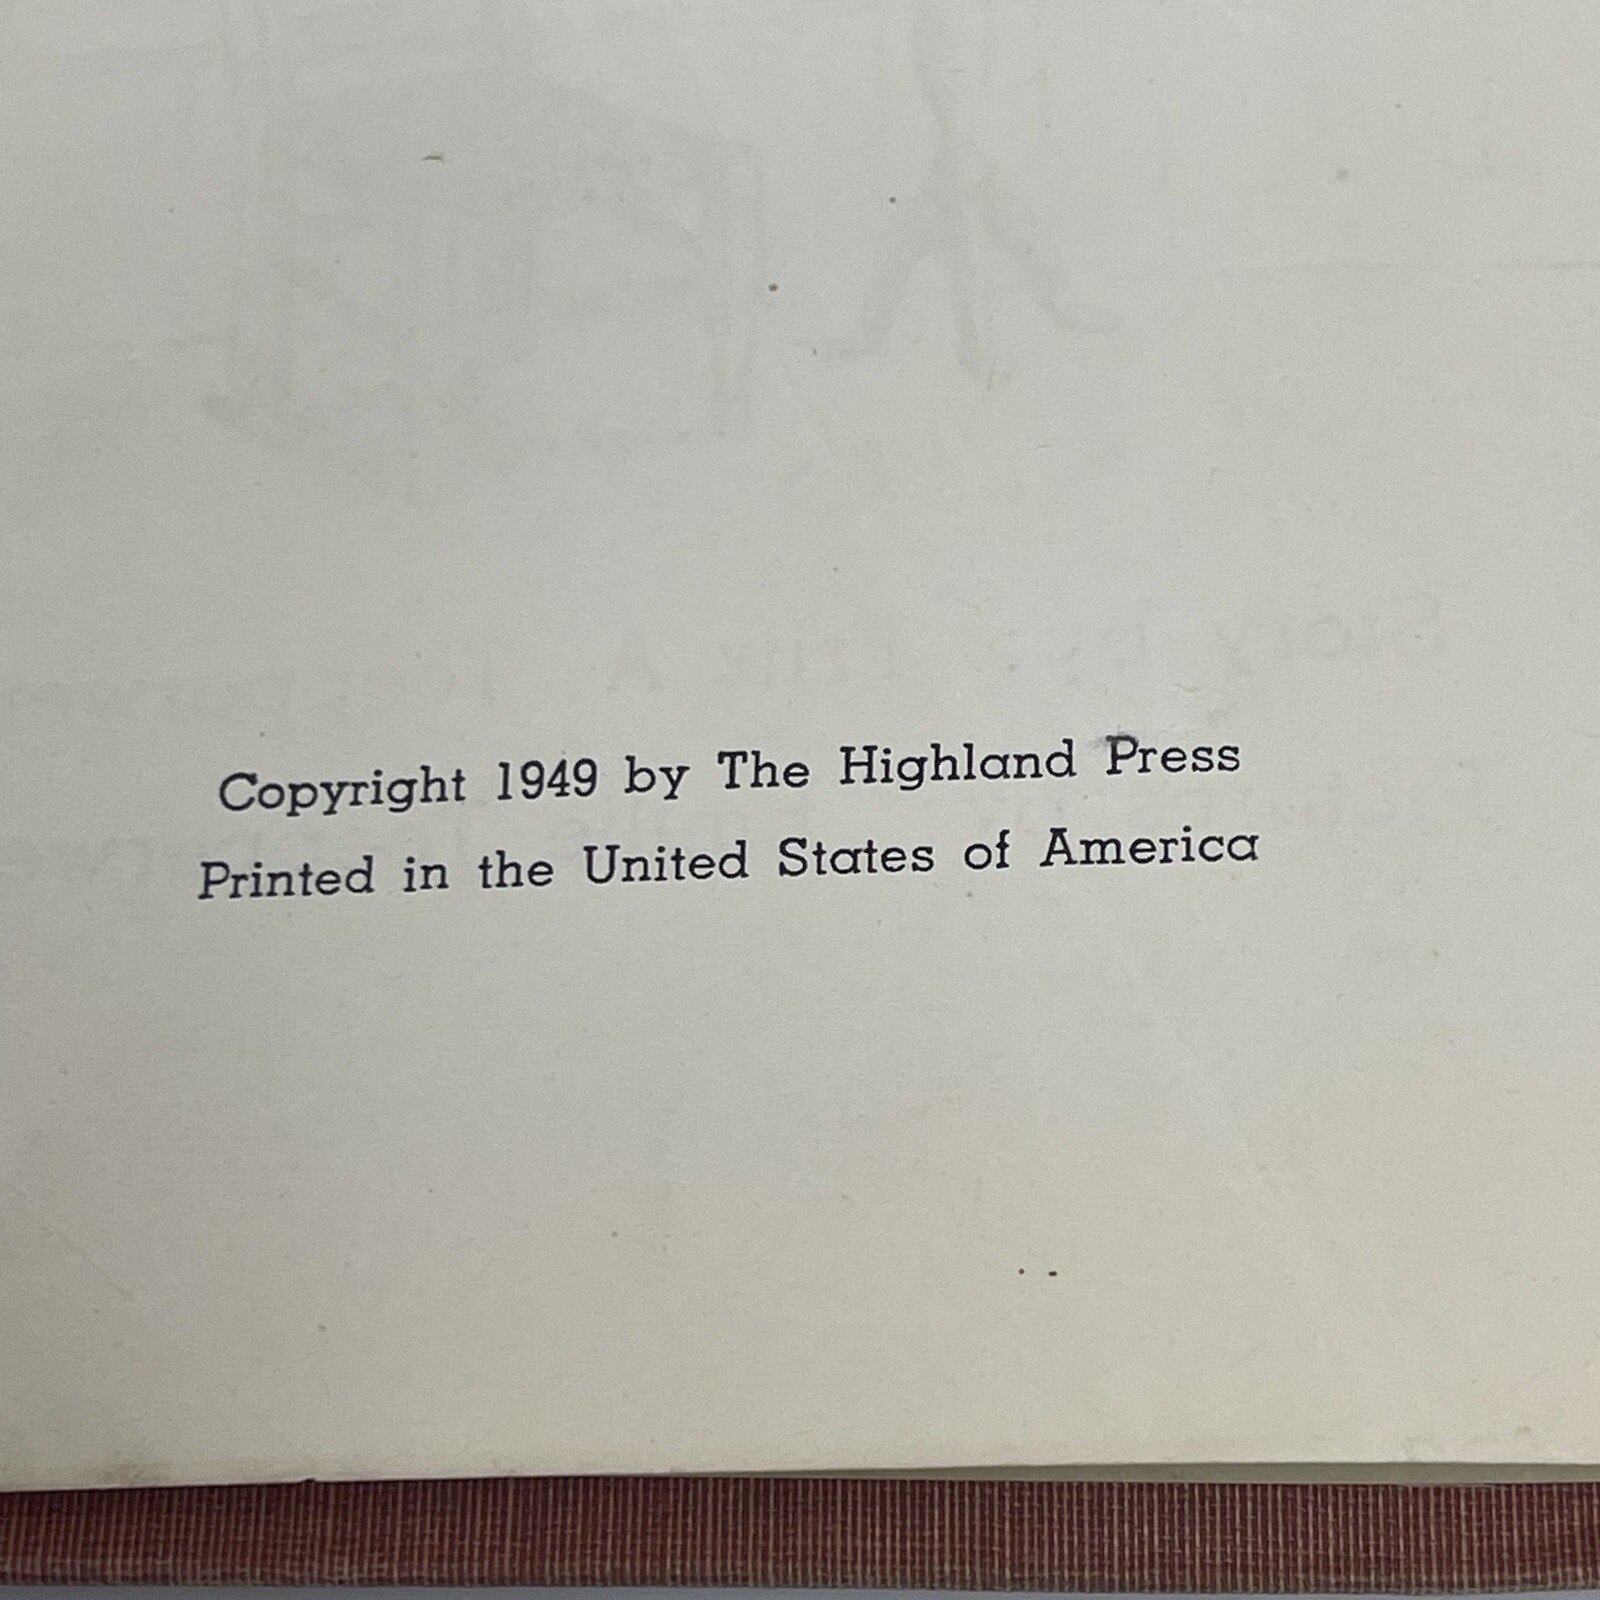 Copyright 1949 by The Highland Press
Printed in the United States of America